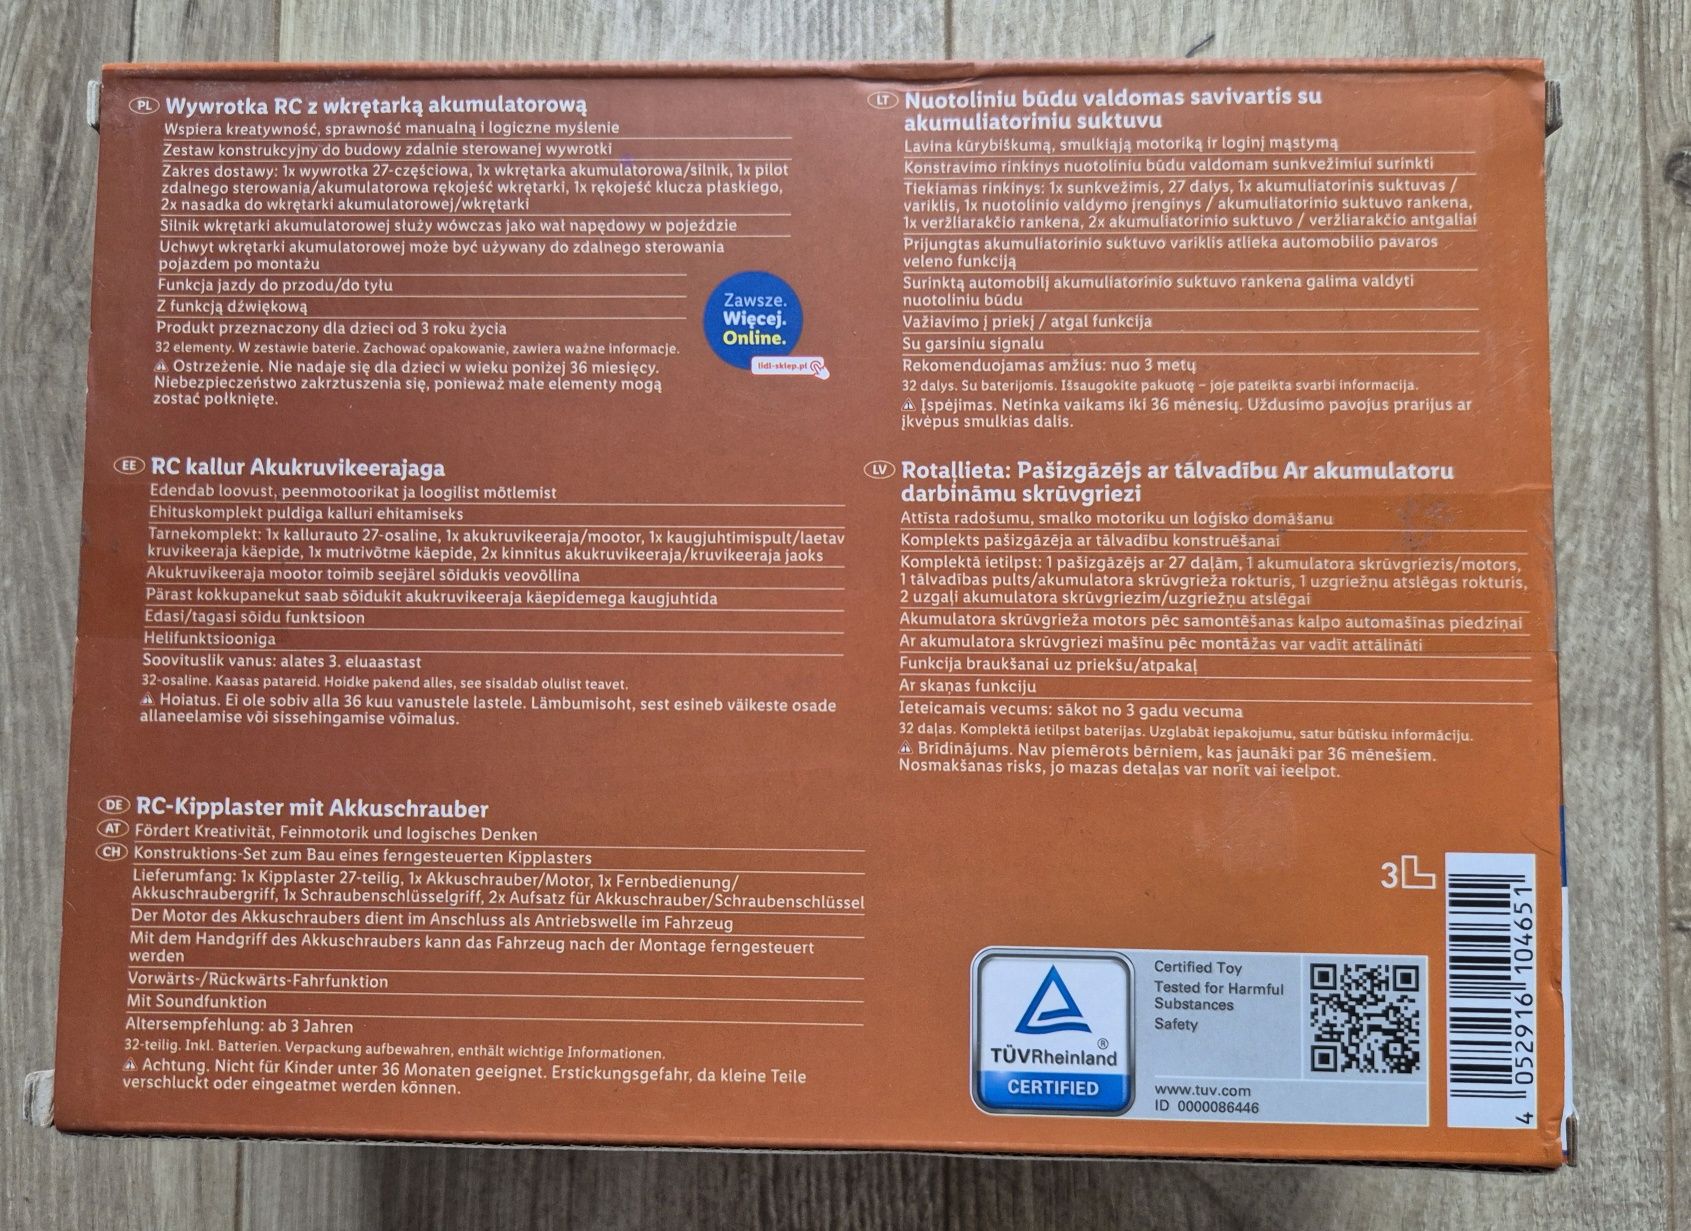 PL Wywrotka RC z wkrętarką akumulatorową
Wspiera kreatywność, sprawność manualną i logiczne myślenie
Zestaw konstrukcyjny do budowy zdalnie sterowanej wywrotki
Zakres dostawy: 1x wywrotka 27-częściowa, 1x wkrętarka akumulatorowa/silnik, 1x pilot
zdalnego sterowania/akumulatorowa rękojeść wkrętarki, 1x rękojeść klucza płaskiego,
2x nasadka do wkrętarki akumulatorowej/wkrętarki
Silnik wkrętarki akumulatorowej służy wówczas jako wał napędowy w pojeździe
Uchwyt wkrętarki akumulatorowej może być używany do zdalnego sterowania
pojazdem po montażu
Funkcja jazdy do przodu/do tyłu
Z funkcją dźwiękową
Produkt przeznaczony dla dzieci od 3 roku życia
32 elementy. W zestawie baterie. Zachować opakowanie, zawiera ważne informacje.
⚠ Ostrzeżenie. Nie nadaje się dla dzieci w wieku poniżej 36 miesięcy.
Niebezpieczeństwo zakrztuszenia się, ponieważ małe elementy mogą
zostać połknięte.
Zawsze.
Więcej.
Online.
lidl-sklep.pl
LT Nuotoliniu būdu valdomas savivartis su
akumuliatoriniu suktuvu
Lavina kūrybiškumą, smulkiąją motoriką ir loginį mąstymą
Konstravimo rinkinys nuotoliniu būdu valdomam sunkvežimiui surinkti
Tiekiamas rinkinys: 1x sunkvežimis, 27 dalys, 1x akumuliatorinis suktuvas /
variklis, 1x nuotolinio valdymo įrenginys / akumuliatorinio suktuvo rankena,
1x veržliarakčio rankena, 2x akumuliatorinio suktuvo / veržliarakčio antgaliai
Prijungtas akumuliatorinio suktuvo variklis atlieka automobilio pavaros
veleno funkciją
Surinktą automobilį akumuliatorinio suktuvo rankena galima valdyti
nuotoliniu būdu
Važiavimo į priekį / atgal funkcija
Su garsiniu signalu
Rekomenduojamas amžius: nuo 3 metų
32 dalys. Su baterijomis. Išsaugokite pakuotę – joje pateikta svarbi informacija.
⚠ Įspėjimas. Netinka vaikams iki 36 mėnesių. Uždusimo pavojus prarijus ar
įkvėpus smulkias dalis.
EE RC kallur Akukruvikeerajaga
Edendab loovust, peenmotoorikat ja loogilist mõtlemist
Ehituskomplekt puldiga kalluri ehitamiseks
Tarnekomplekt: 1x kallurauto 27-osaline, 1x akukruvikeeraja/mootor, 1x kaugjuhtimispult/laetav
kruvikeeraja käepide, 1x mutrivõtme käepide, 2x kinnitus akukruvikeeraja/kruvikeeraja jaoks
Akukruvikeeraja mootor toimib seejärel sõidukis veovõllina
Pärast kokkupanekut saab sõidukit akukruvikeeraja käepidemega kaugjuhtida
Edasi/tagasi sõidu funktsioon
Helifunktsiooniga
Soovituslik vanus: alates 3. eluaastast
32-osaline. Kaasas patareid. Hoidke pakend alles, see sisaldab olulist teavet.
⚠ Hoiatus. Ei ole sobiv alla 36 kuu vanustele lastele. Lämbumisoht, sest esineb väikeste osade
allaneelamise või sissehingamise võimalus.
LV Rotaļlieta: Pašizgāzējs ar tālvadību Ar akumulatoru
darbināmu skrūvgriezi
Attīsta radošumu, smalko motoriku un loģisko domāšanu
Komplekts pašizgāzēja ar tālvadību konstruēšanai
Komplektā ietilpst: 1 pašizgāzējs ar 27 daļām, 1 akumulatora skrūvgriezis/motors,
1 tālvadības pults/akumulatora skrūvgrieža rokturis, 1 uzgriežņu atslēgas rokturis,
2 uzgaļi akumulatora skrūvgriezim/uzgriežņu atslēgai
Akumulatora skrūvgrieža motors pēc samontēšanas kalpo automašīnas piedziņai
Ar akumulatora skrūvgriezi mašīnu pēc montāžas var vadīt attālināti
Funkcija braukšanai uz priekšu/atpakaļ
Ar skaņas funkciju
Ieteicamais vecums: sākot no 3 gadu vecuma
32 daļas. Komplektā ietilpst baterijas. Uzglabāt iepakojumu, satur būtisku informāciju.
⚠ Brīdinājums. Nav piemērots bērniem, kas jaunāki par 36 mēnešiem.
Nosmakšanas risks, jo mazas detaļas var norīt vai ieelpot.
DE RC-Kipplaster mit Akkuschrauber
AT Fördert Kreativität, Feinmotorik und logisches Denken
CH Konstruktions-Set zum Bau eines ferngesteuerten Kipplasters
Lieferumfang: 1x Kipplaster 27-teilig, 1x Akkuschrauber/Motor, 1x Fernbedienung/
Akkuschraubergriff, 1x Schraubenschlüsselgriff, 2x Aufsatz für Akkuschrauber/Schraubenschlüssel
Der Motor des Akkuschraubers dient im Anschluss als Antriebswelle im Fahrzeug
Mit dem Handgriff des Akkuschraubers kann das Fahrzeug nach der Montage ferngesteuert
werden
Vorwärts-/Rückwärts-Fahrfunktion
Mit Soundfunktion
Altersempfehlung: ab 3 Jahren
32-teilig. Inkl. Batterien. Verpackung aufbewahren, enthält wichtige Informationen.
⚠ Achtung. Nicht für Kinder unter 36 Monaten geeignet. Erstickungsgefahr, da kleine Teile
verschluckt oder eingeatmet werden können.
3L
TÜVRheinland®
CERTIFIED
Certified Toy
Tested for Harmful
Substances
Safety
www.tuv.com
ID 0000086446
4 052916 104651